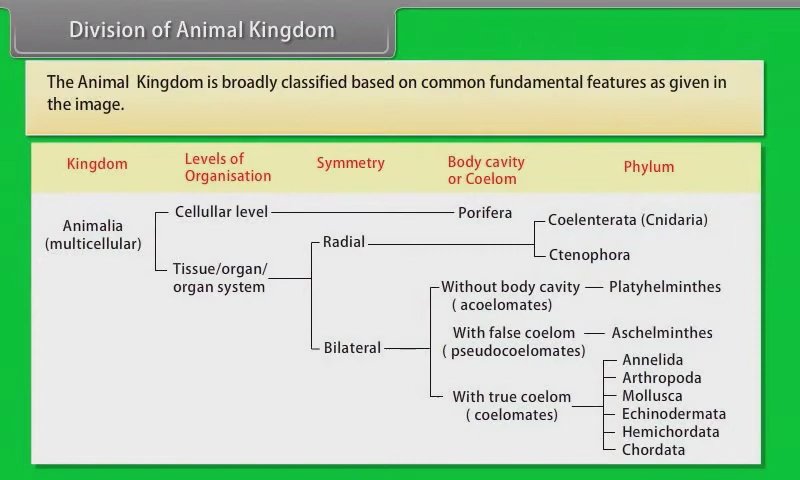 Division of Animal Kingdom
The Animal Kingdom is broadly classified based on common fundamental features as given in
the image.
Kingdom
Levels of
Organisation
Symmetry
Body cavity
or Coelom
Phylum
Animalia
(multicellular)
Cellullar level
Porifera
Tissue/organ/
organ system
Radial
Coelenterata (Cnidaria)
Ctenophora
Bilateral
Without body cavity
( acoelomates)
Platyhelminthes
With false coelom
( pseudocoelomates)
Aschelminthes
With true coelom
( coelomates)
Annelida
Arthropoda
Mollusca
Echinodermata
Hemichordata
Chordata